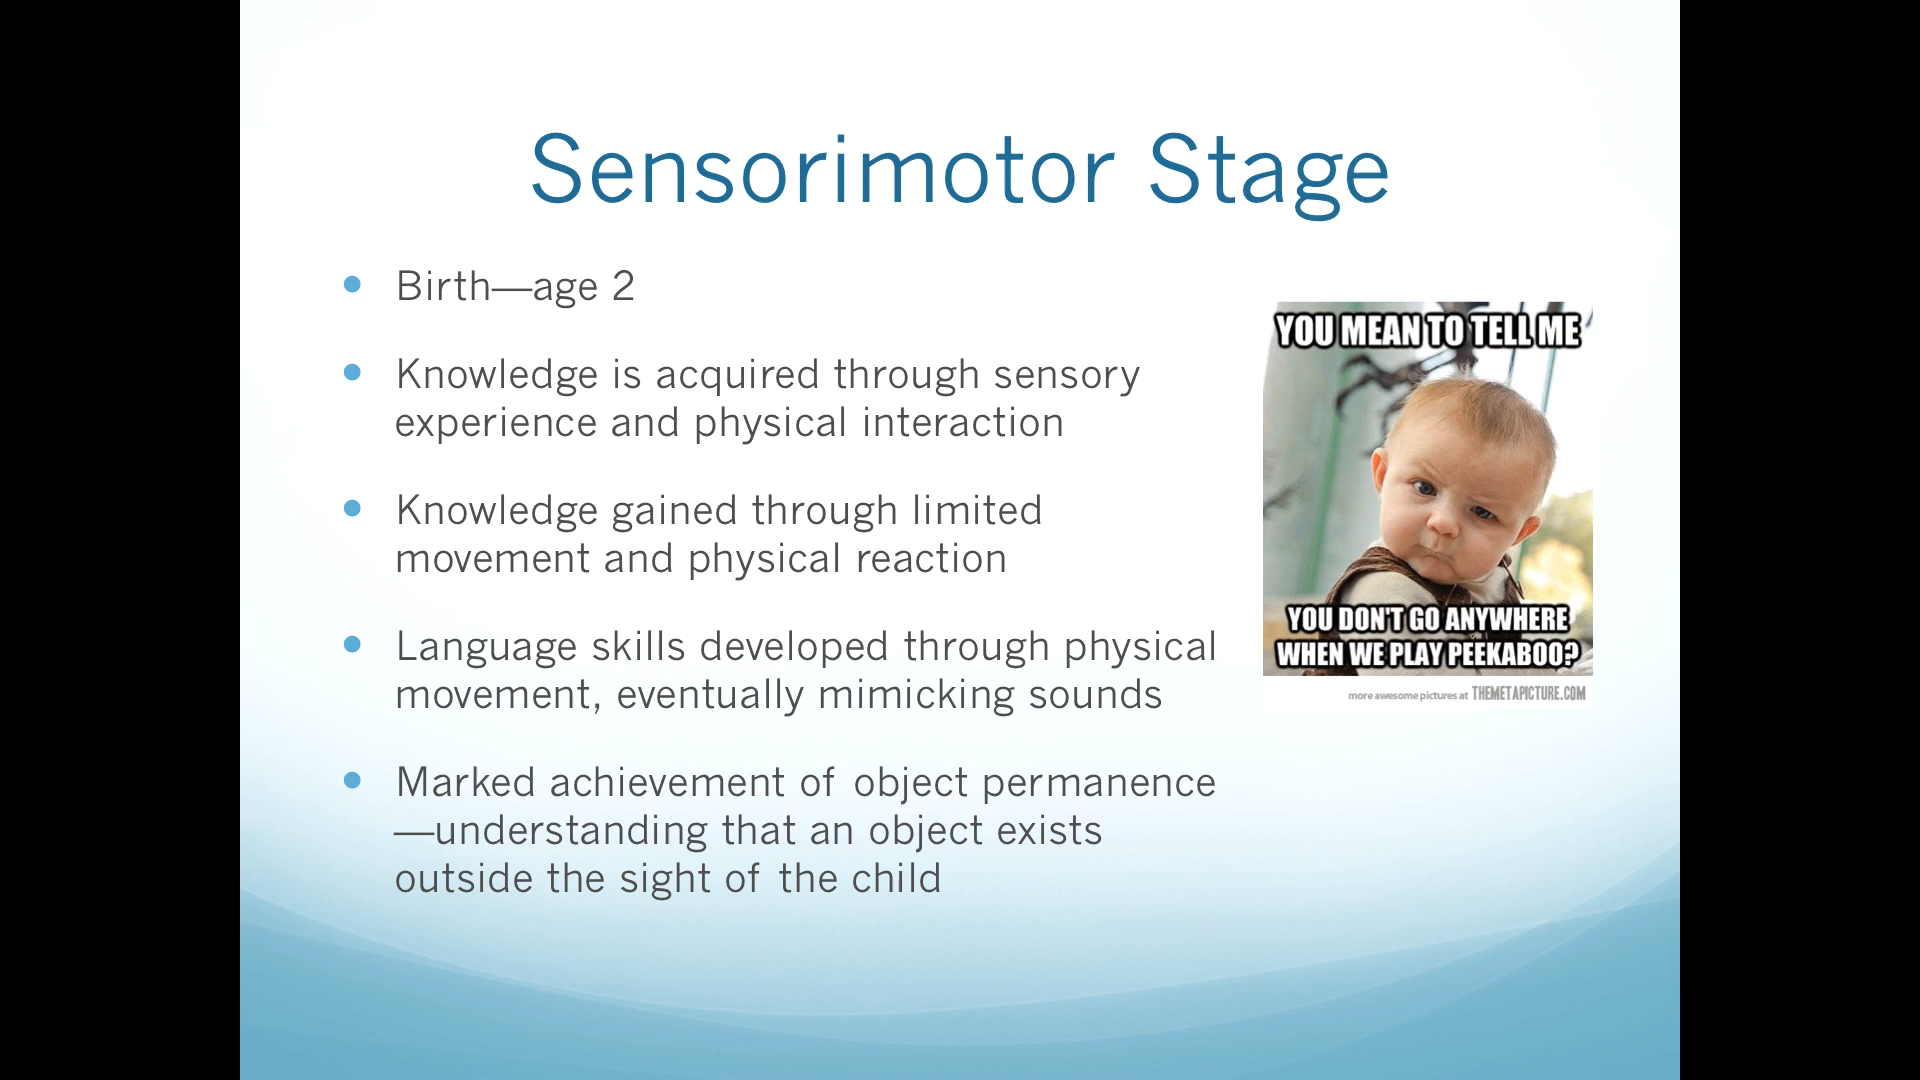 Sensorimotor Stage
• Birth—age 2
• Knowledge is acquired through sensory
experience and physical interaction
• Knowledge gained through limited
movement and physical reaction
• Language skills developed through physical
movement, eventually mimicking sounds
• Marked achievement of object permanence
—understanding that an object exists
outside the sight of the child
YOU MEAN TO TELL ME
YOU DON'T GO ANYWHERE
WHEN WE PLAY PEEKABOO?
more awesome pictures at THEMETAPICTURE.COM